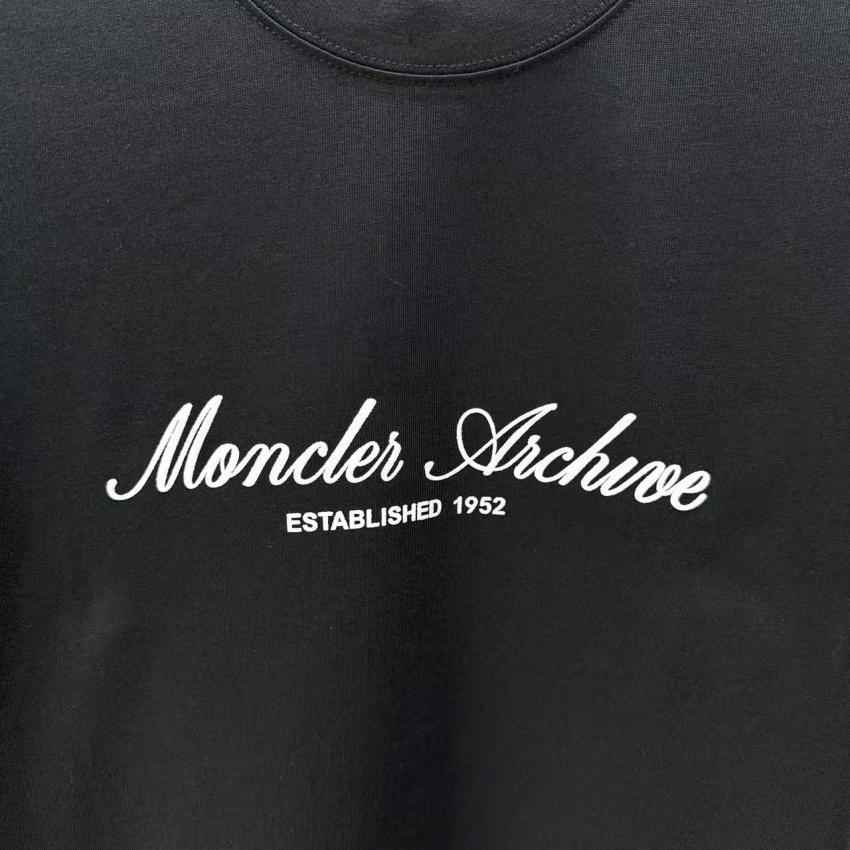 Moncler Archive
ESTABLISHED 1952